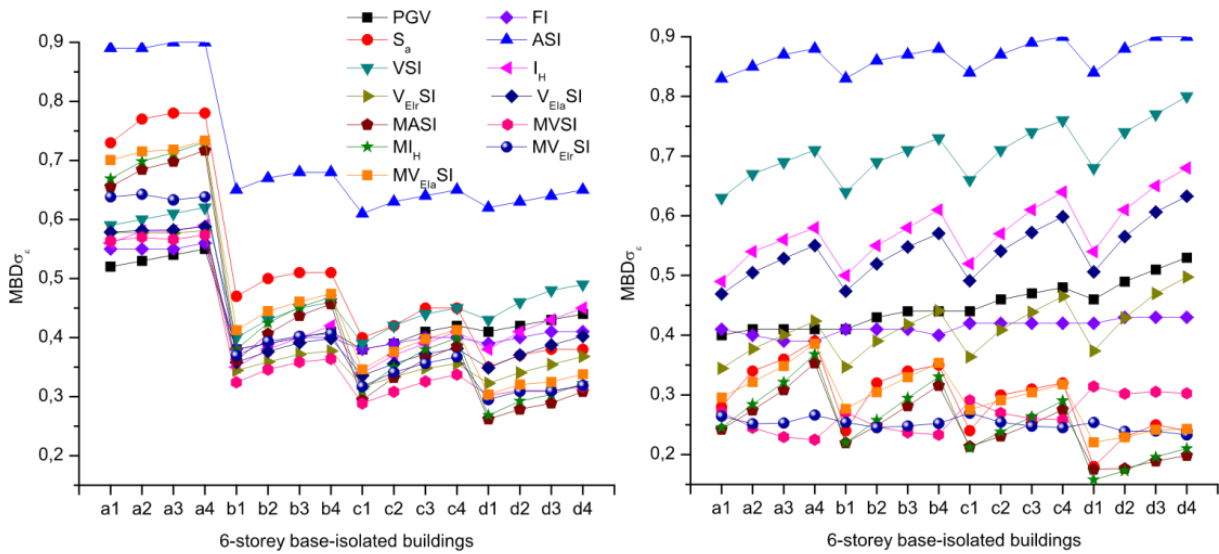 PGV FI
Sa ASI
VSI IH
VElrSI VElaSI
MASI MVSI
MIH MVElrSI
MVElaSI
0,9
0,8
0,7
0,6
0,5
0,4
0,3
0,2
MBDσε
a1 a2 a3 a4 b1 b2 b3 b4 c1 c2 c3 c4 d1 d2 d3 d4
6-storey base-isolated buildings
0,9
0,8
0,7
0,6
0,5
0,4
0,3
0,2
MBDσε
a1 a2 a3 a4 b1 b2 b3 b4 c1 c2 c3 c4 d1 d2 d3 d4
6-storey base-isolated buildings